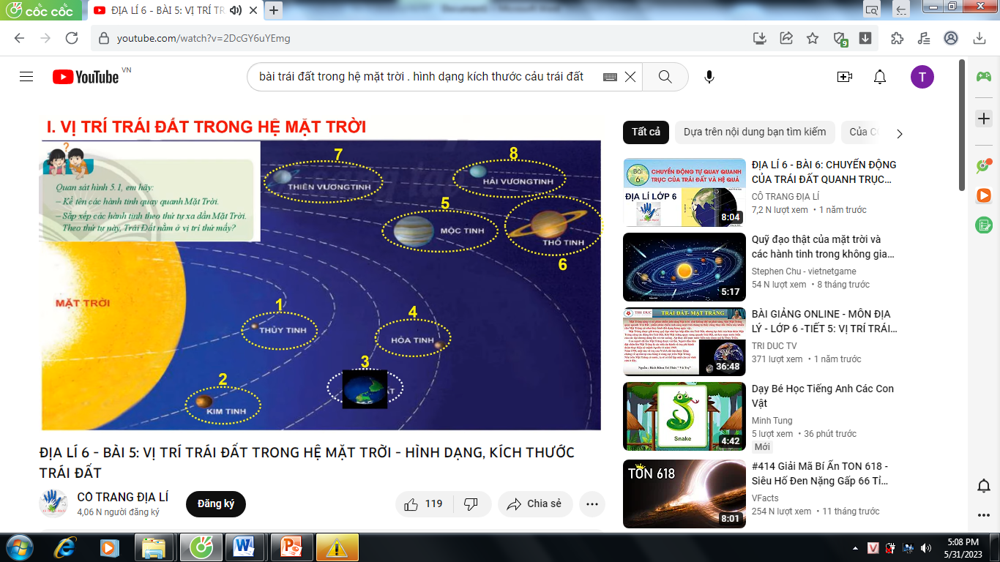 cốc cốc
ĐỊA LÍ 6 - BÀI 5: VỊ TRÍ TR
youtube.com/watch?v=2DcGY6uYEmg
9
YouTube VN
bài trái đất trong hệ mặt trời . hình dạng kích thước cảu trái đất
T
I. VỊ TRÍ TRÁI ĐẤT TRONG HỆ MẶT TRỜI
?
Quan sát hình 5.1, em hãy:
– Kể tên các hành tinh quay quanh Mặt Trời.
– Sắp xếp các hành tinh theo thứ tự xa dần Mặt Trời.
Theo thứ tự này, Trái Đất nằm ở vị trí thứ mấy?
7
THIÊN VƯƠNG TINH
8
HẢI VƯƠNG TINH
5
MỘC TINH
THỔ TINH
6
MẶT TRỜI
1
THỦY TINH
4
HỎA TINH
3
2
KIM TINH
ĐỊA LÍ 6 - BÀI 5: VỊ TRÍ TRÁI ĐẤT TRONG HỆ MẶT TRỜI - HÌNH DẠNG, KÍCH THƯỚC
TRÁI ĐẤT
CÔ TRANG ĐỊA LÍ
4,06 N người đăng ký
Đăng ký
119
Chia sẻ
Tất cả
Dựa trên nội dung bạn tìm kiếm
Của
BÀI 6
CHUYỂN ĐỘNG TỰ QUAY QUANH
TRỤC CỦA TRÁI ĐẤT VÀ HỆ QUẢ
ĐỊA LÍ LỚP 6
8:04
ĐỊA LÍ 6 - BÀI 6: CHUYỂN ĐỘNG
CỦA TRÁI ĐẤT QUANH TRỤC...
CÔ TRANG ĐỊA LÍ
7,2 N lượt xem • 1 năm trước
5:17
Quỹ đạo thật của mặt trời và
các hành tinh trong không gia...
Stephen Chu - vietnetgame
54 N lượt xem • 8 tháng trước
TRI DUC
TRÁI ĐẤT- MẶT TRĂNG
36:48
BÀI GIẢNG ONLINE - MÔN ĐỊA
LÝ - LỚP 6 -TIẾT 5: VỊ TRÍ TRÁI...
TRI DUC TV
371 lượt xem • 1 năm trước
Snake
4:42
Dạy Bé Học Tiếng Anh Các Con
Vật
Minh Tung
5 lượt xem • 36 phút trước
Mới
TON 618
8:01
#414 Giải Mã Bí Ẩn TON 618 -
Siêu Hố Đen Nặng Gấp 66 Tỉ...
VFacts
254 N lượt xem • 11 tháng trước
5:08 PM
5/31/2023